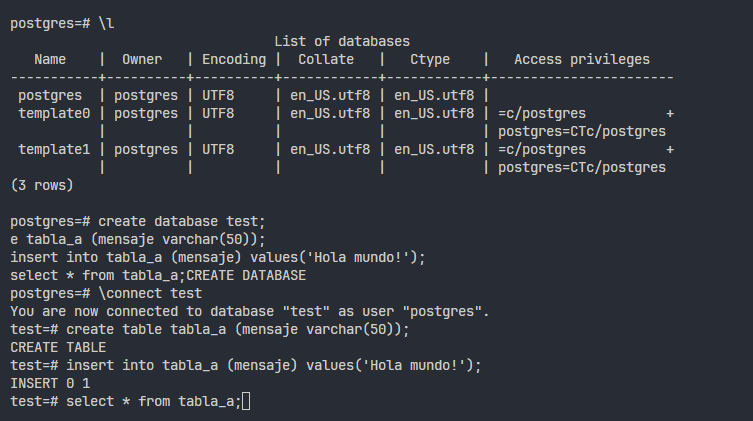 postgres=# \l
                                 List of databases
   Name    |  Owner   | Encoding |  Collate   |   Ctype    |   Access privileges
-----------+----------+----------+------------+------------+-----------------------
 postgres  | postgres | UTF8     | en_US.utf8 | en_US.utf8 |
 template0 | postgres | UTF8     | en_US.utf8 | en_US.utf8 | =c/postgres          +
           |          |          |            |            | postgres=CTc/postgres
 template1 | postgres | UTF8     | en_US.utf8 | en_US.utf8 | =c/postgres          +
           |          |          |            |            | postgres=CTc/postgres
(3 rows)

postgres=# create database test;
e tabla_a (mensaje varchar(50));
insert into tabla_a (mensaje) values('Hola mundo!');
select * from tabla_a;CREATE DATABASE
postgres=# \connect test
You are now connected to database "test" as user "postgres".
test=# create table tabla_a (mensaje varchar(50));
CREATE TABLE
test=# insert into tabla_a (mensaje) values('Hola mundo!');
INSERT 0 1
test=# select * from tabla_a;